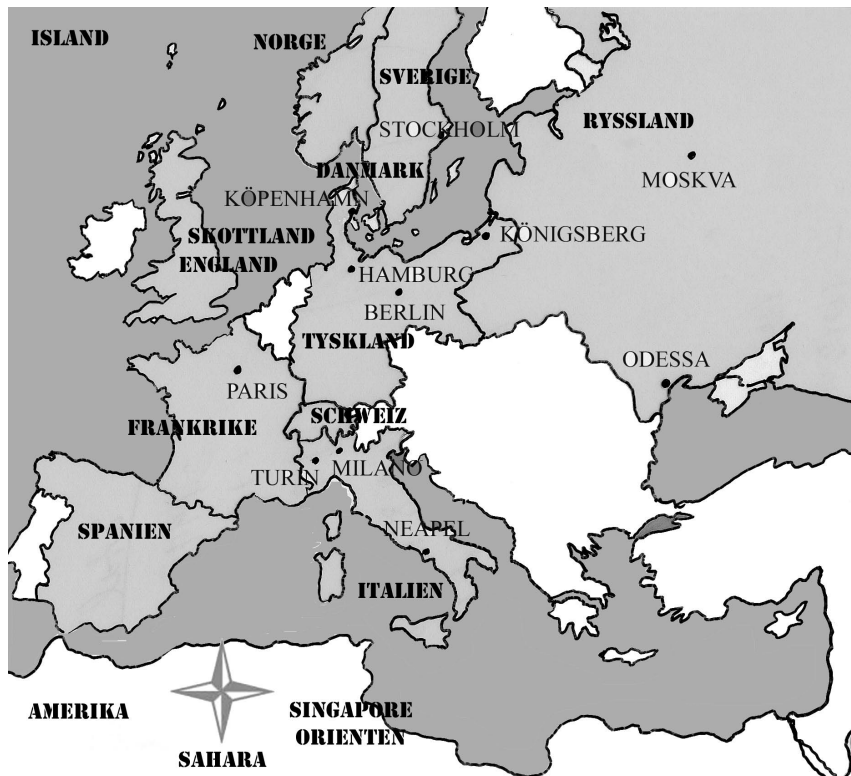 ISLAND
NORGE
SVERIGE
STOCKHOLM
RYSSLAND
MOSKVA
DANMARK
KÖPENHAMN
SKOTTLAND
ENGLAND
KÖNIGSBERG
HAMBURG
BERLIN
TYSKLAND
ODESSA
PARIS
SCHWEIZ
FRANKRIKE
TURIN
MILANO
SPANIEN
NEAPEL
ITALIEN
AMERIKA
SINGAPORE
ORIENTEN
SAHARA